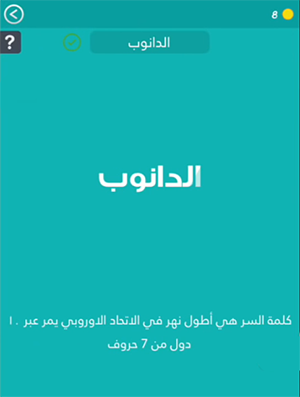 8
?
الدانوب
الدانوب
كلمة السر هي أطول نهر في الاتحاد الاوروبي يمر عبر ١٠
دول من 7 حروف